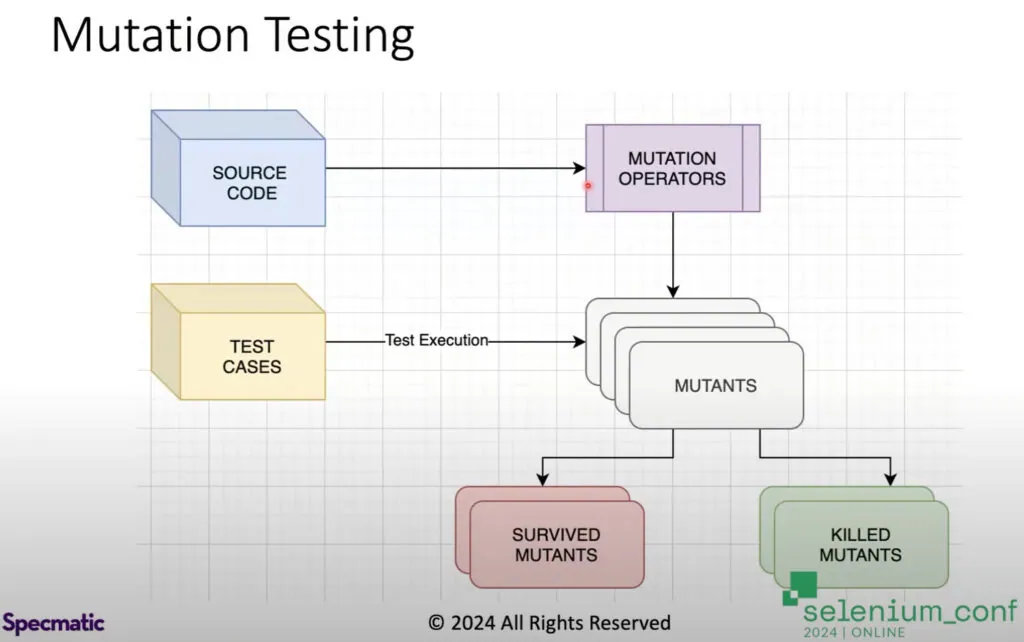 Mutation Testing
SOURCE
CODE
MUTATION
OPERATORS
TEST
CASES
Test Execution
MUTANTS
SURVIVED
MUTANTS
KILLED
MUTANTS
Specmatic
© 2024 All Rights Reserved
selenium_conf
2024 | ONLINE